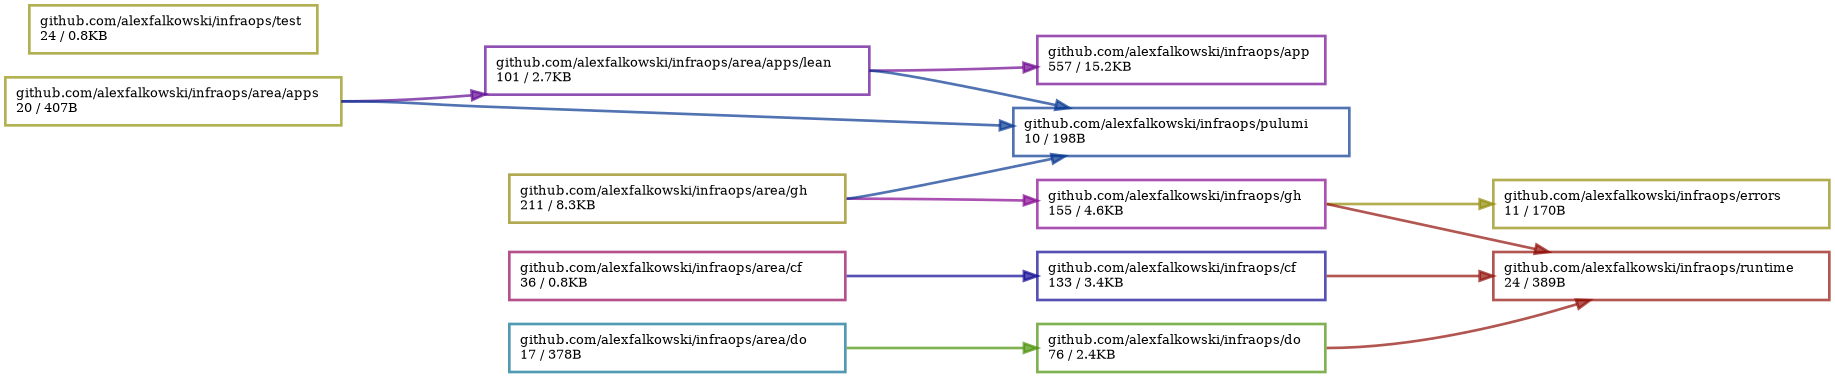 github.com/alexfalkowski/infraops/test
24 / 0.8KB
github.com/alexfalkowski/infraops/area/apps
20 / 407B
github.com/alexfalkowski/infraops/area/apps/lean
101 / 2.7KB
github.com/alexfalkowski/infraops/app
557 / 15.2KB
github.com/alexfalkowski/infraops/pulumi
10 / 198B
github.com/alexfalkowski/infraops/area/gh
211 / 8.3KB
github.com/alexfalkowski/infraops/gh
155 / 4.6KB
github.com/alexfalkowski/infraops/errors
11 / 170B
github.com/alexfalkowski/infraops/area/cf
36 / 0.8KB
github.com/alexfalkowski/infraops/cf
133 / 3.4KB
github.com/alexfalkowski/infraops/runtime
24 / 389B
github.com/alexfalkowski/infraops/area/do
17 / 378B
github.com/alexfalkowski/infraops/do
76 / 2.4KB